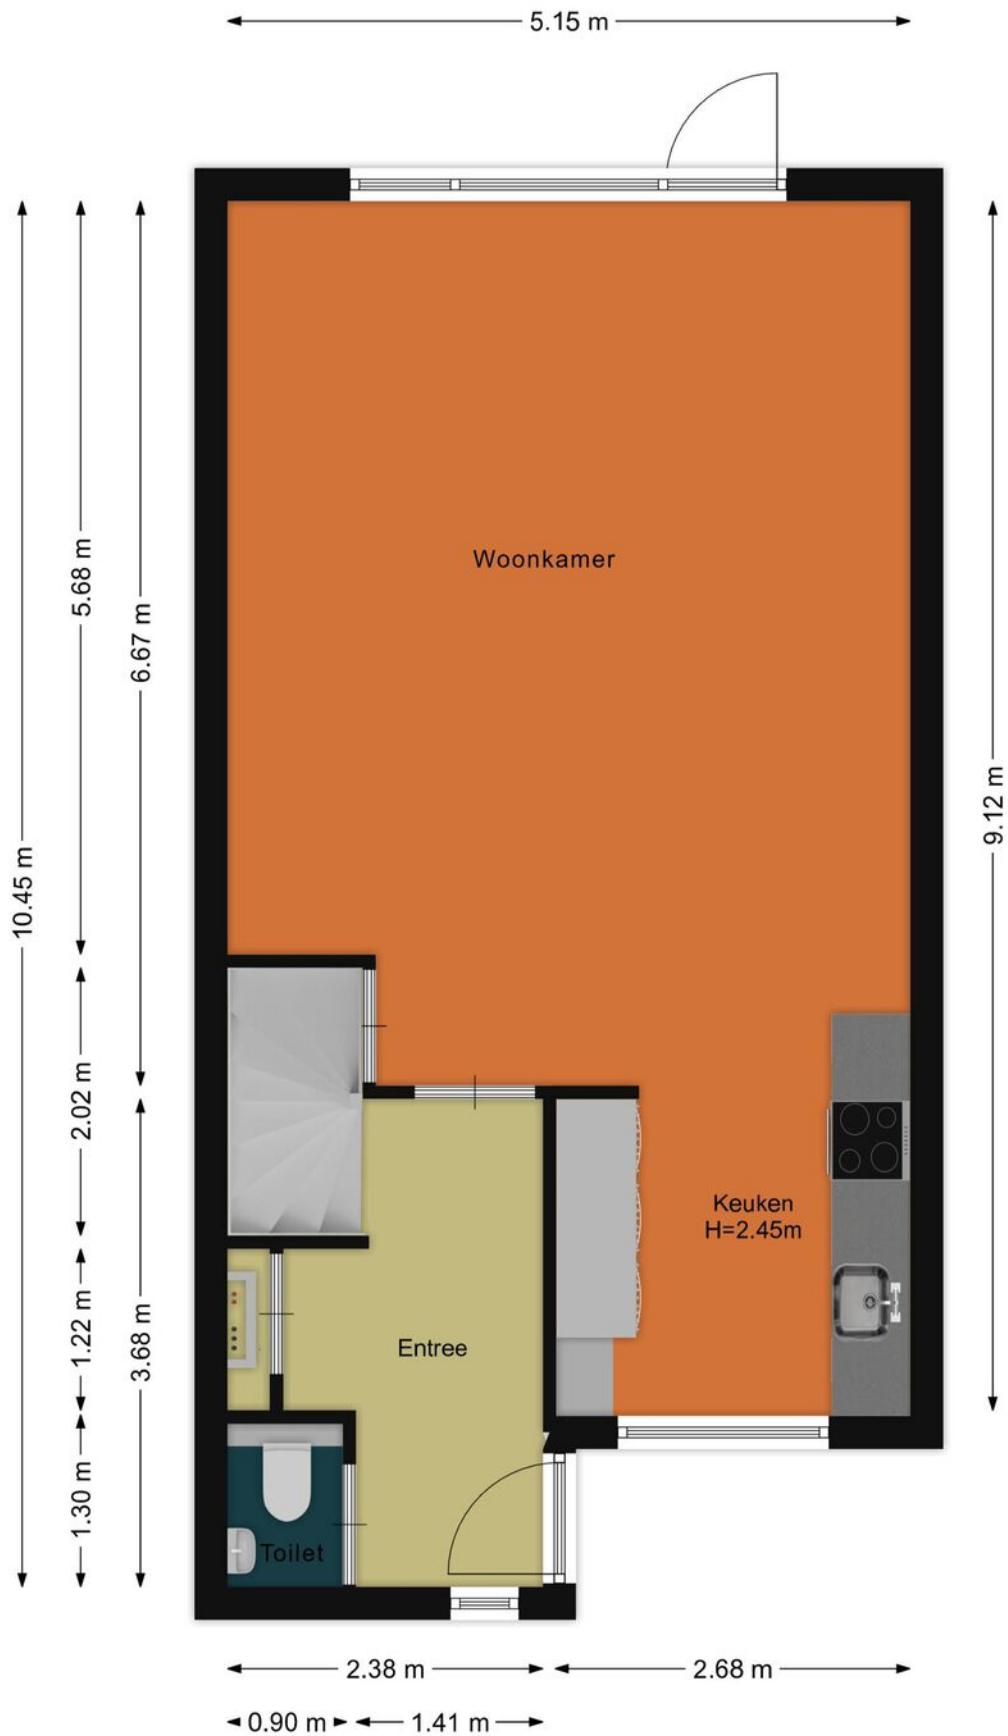 5.15 m
Woonkamer
5.68 m
6.67 m
9.12 m
10.45 m
2.02 m
Keuken
H=2.45m
1.22 m
3.68 m
Entree
1.30 m
Toilet
2.38 m
2.68 m
0.90 m
1.41 m